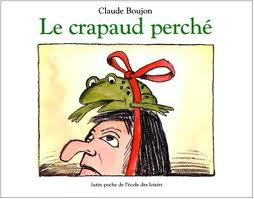 Claude Boujon
Le crapaud perché
lutin poche de l'école des loisirs